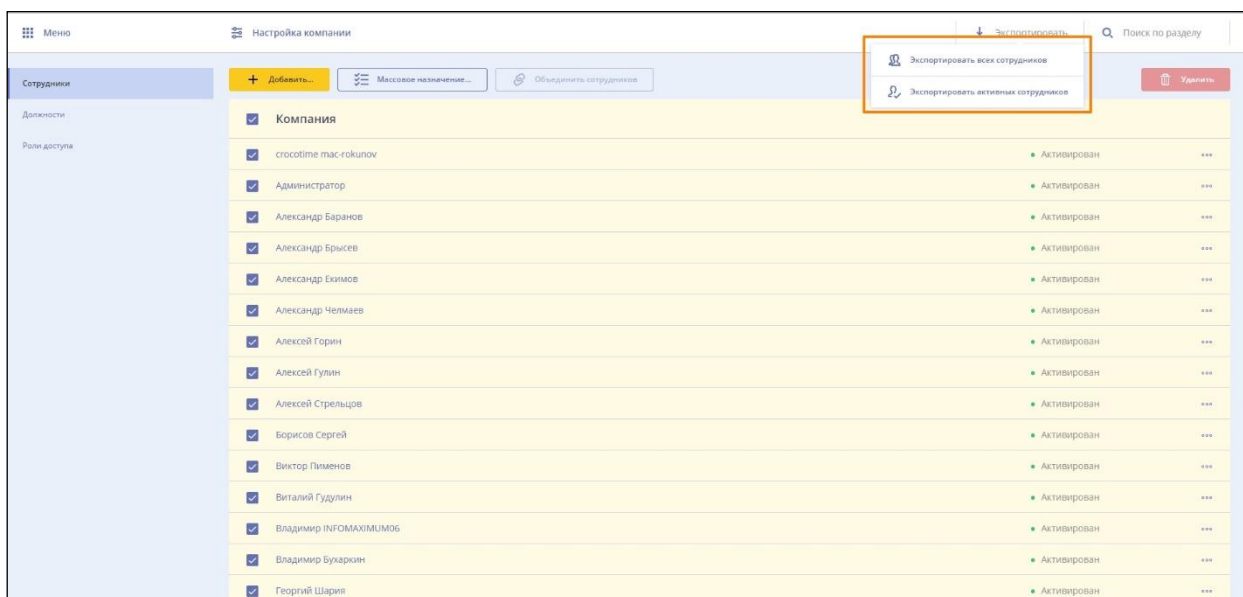 Меню
Настройка компании
Экспортировать
Поиск по разделу
Экспортировать всех сотрудников
Экспортировать активных сотрудников
Сотрудники
Должности
Роли доступа
Добавить...
Массовое назначение...
Объединить сотрудников
Удалить
Компания
crocotime mac-rokunov Активирован
Администратор Активирован
Александр Баранов Активирован
Александр Брысев Активирован
Александр Екимов Активирован
Александр Челмаев Активирован
Алексей Горин Активирован
Алексей Гулин Активирован
Алексей Стрельцов Активирован
Борисов Сергей Активирован
Виктор Пименов Активирован
Виталий Гудулин Активирован
Владимир INFOMAXIMUM06 Активирован
Владимир Бухаркин Активирован
Георгий Шария Активирован